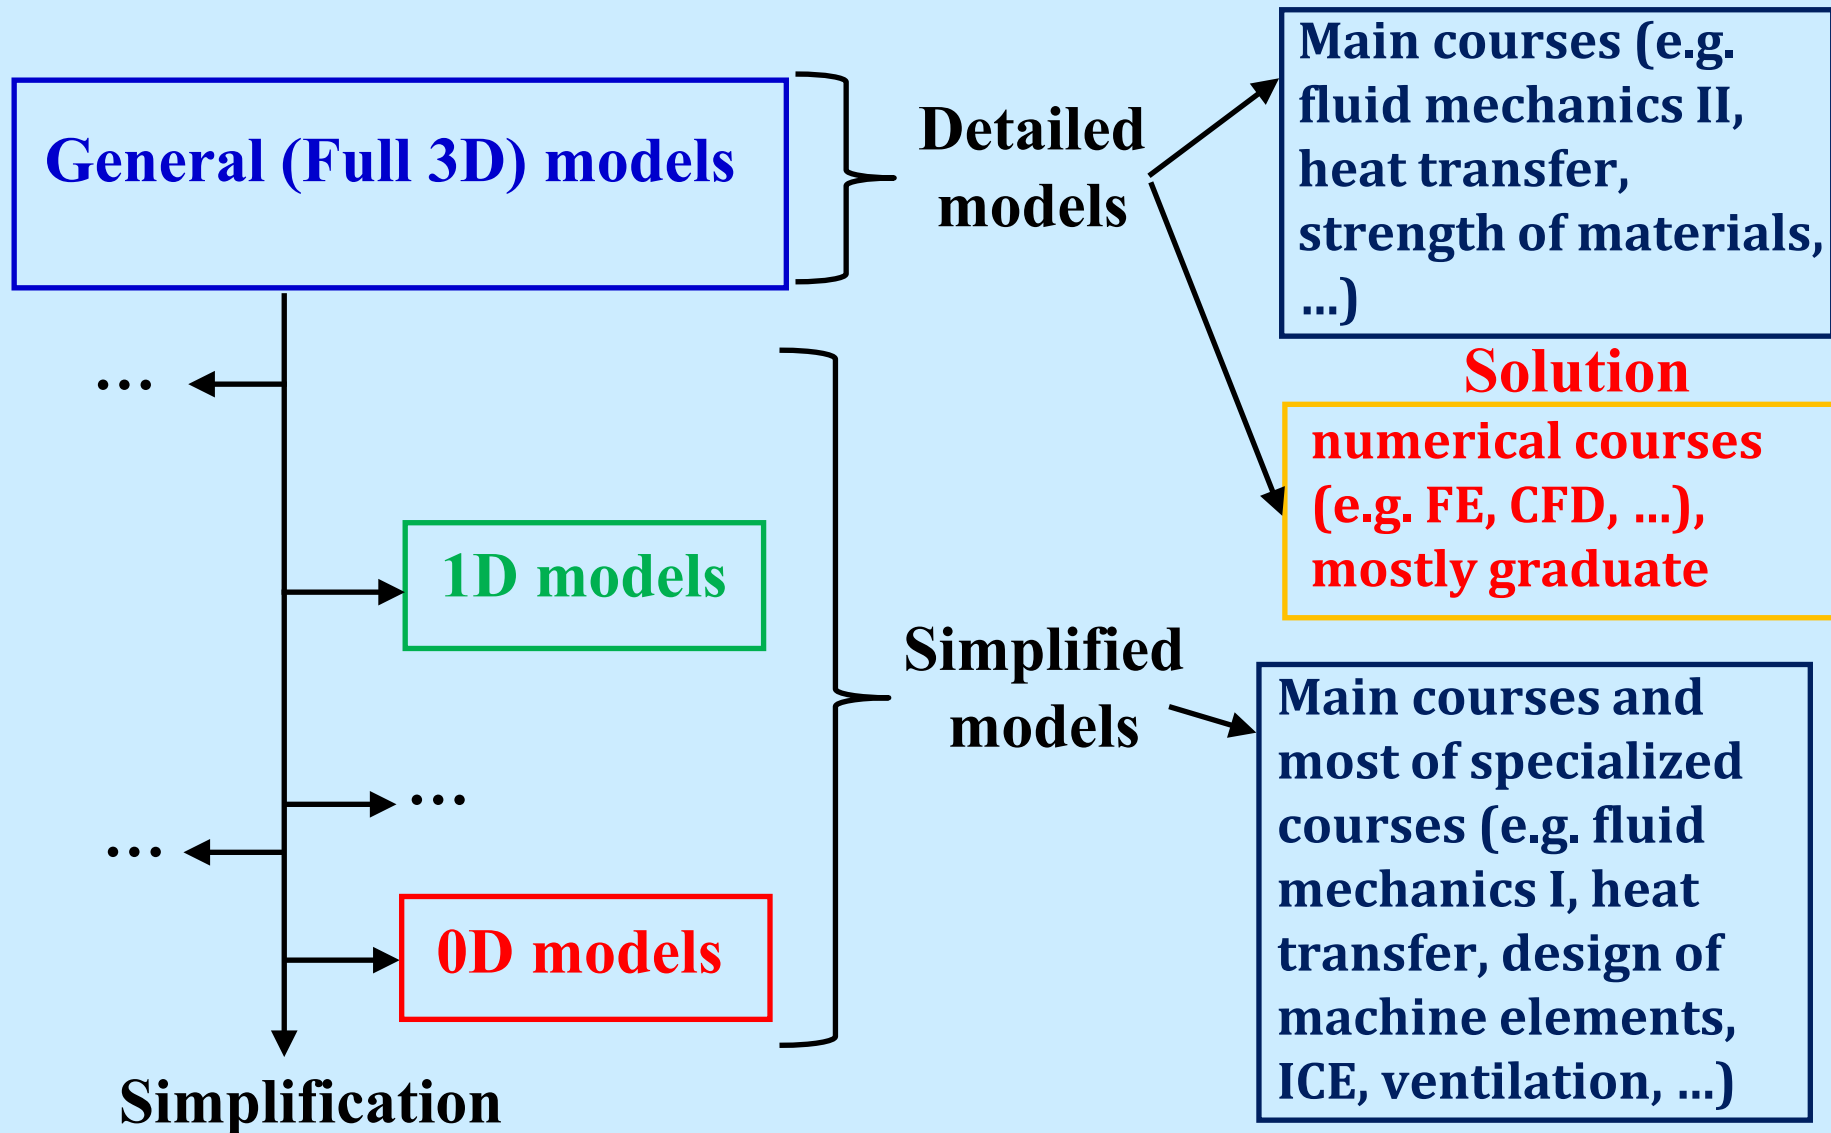 General (Full 3D) models
Detailed
models
Main courses (e.g.
fluid mechanics II,
heat transfer,
strength of materials,
...)
Solution
numerical courses
(e.g. FE, CFD, ...),
mostly graduate
...
1D models
...
...
0D models
Simplification
Simplified
models
Main courses and
most of specialized
courses (e.g. fluid
mechanics I, heat
transfer, design of
machine elements,
ICE, ventilation, ...)